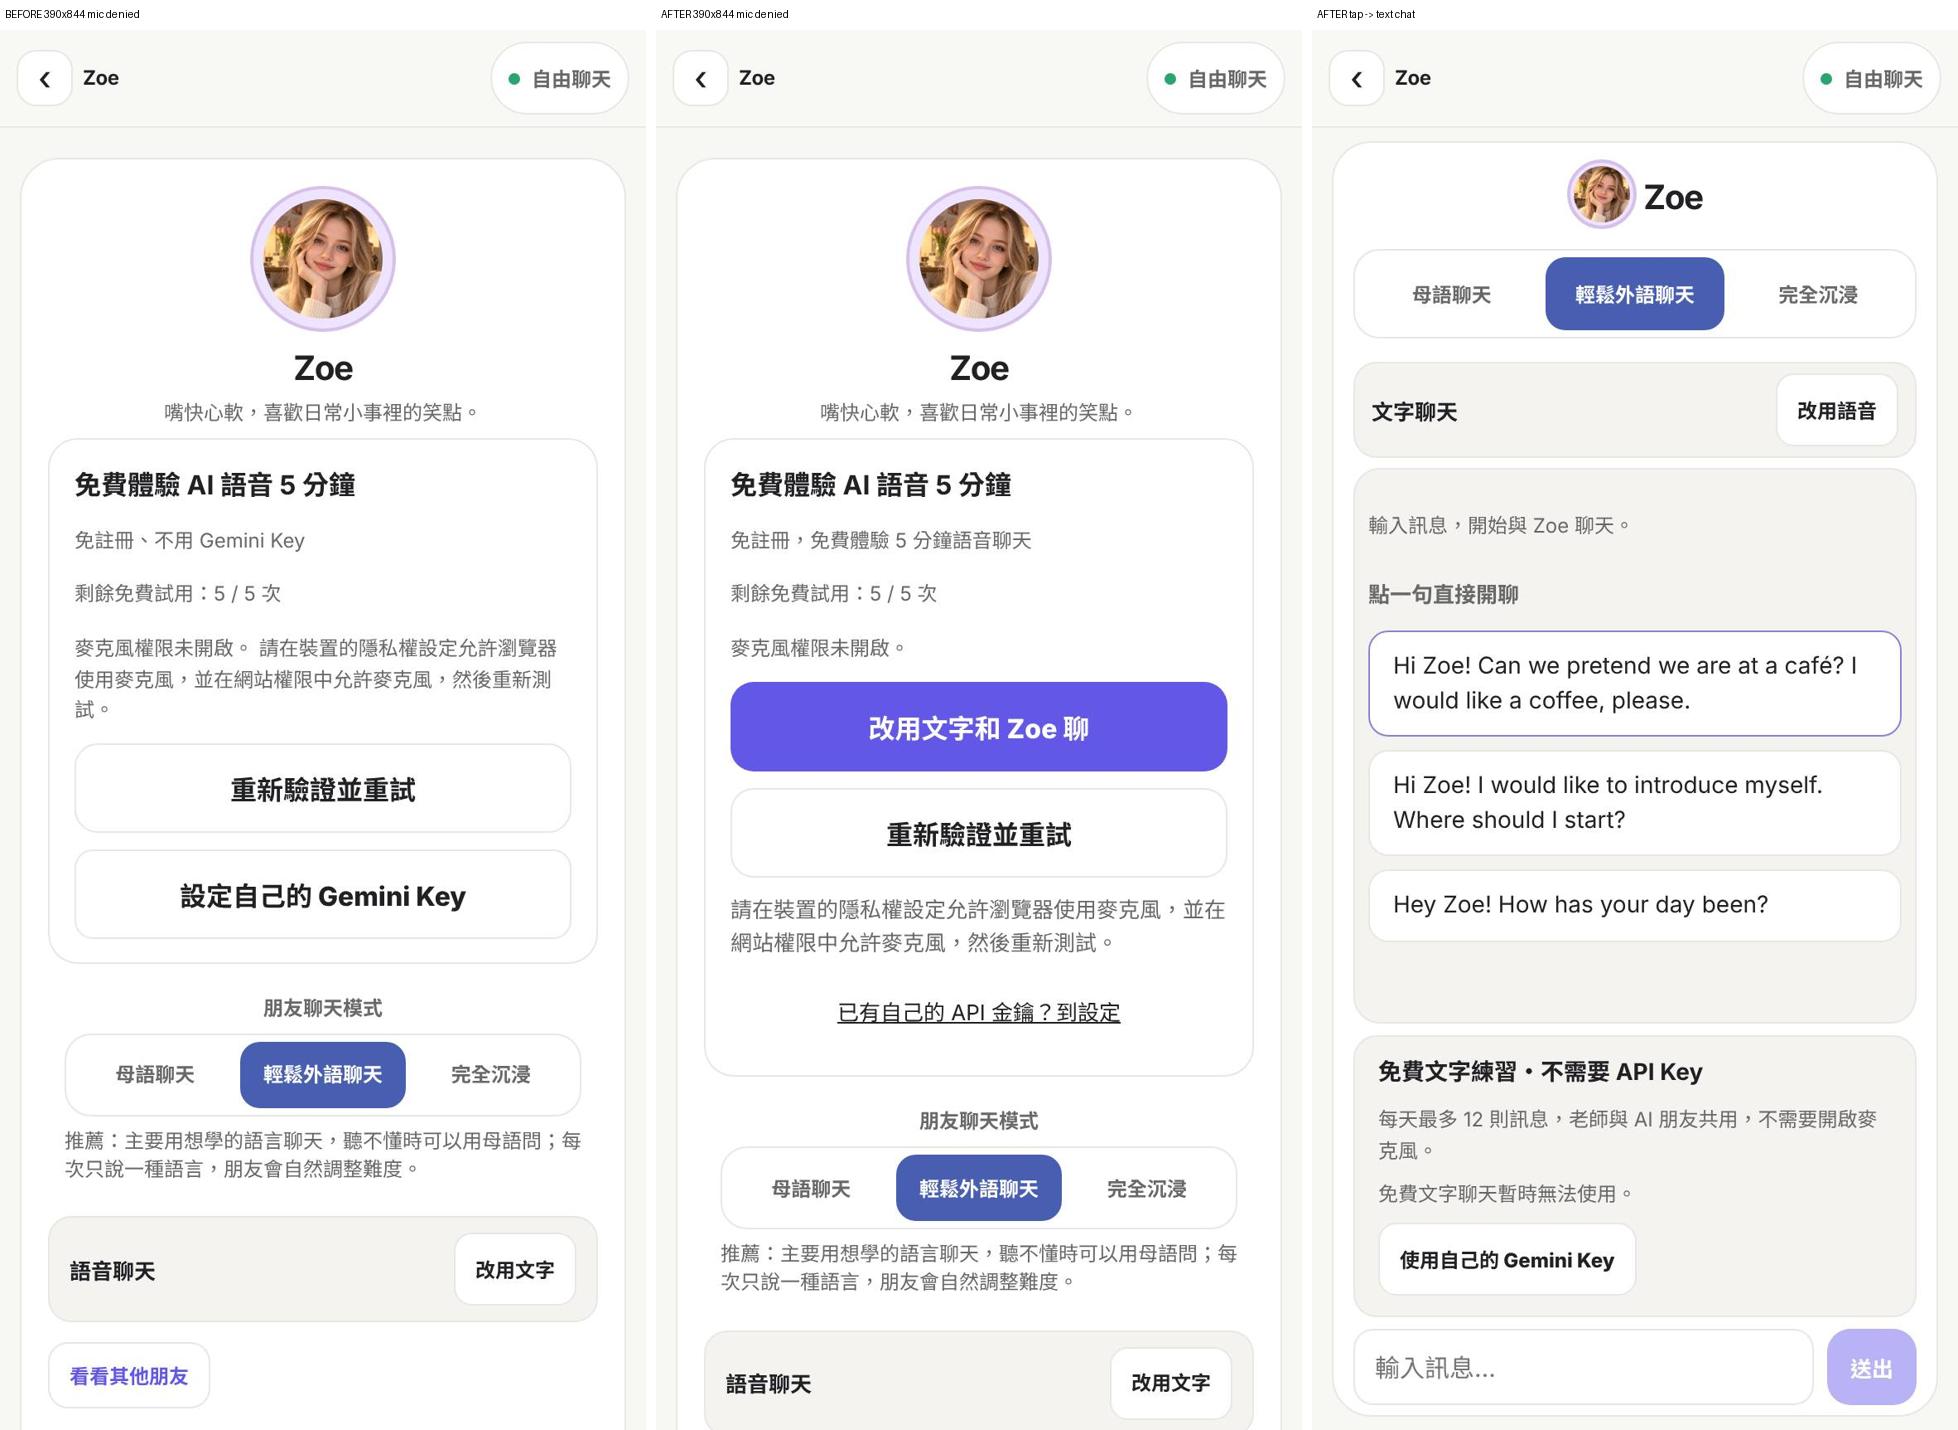 BEFORE 390x844 mic denied
‹ Zoe
自由聊天
Zoe
嘴快心軟，喜歡日常小事裡的笑點。
免費體驗 AI 語音 5 分鐘
免註冊、不用 Gemini Key
剩餘免費試用：5 / 5 次
麥克風權限未開啟。 請在裝置的隱私權設定允許瀏覽器
使用麥克風，並在網站權限中允許麥克風，然後重新測
試。
重新驗證並重試
設定自己的 Gemini Key
朋友聊天模式
母語聊天
輕鬆外語聊天
完全沉浸
推薦：主要用想學的語言聊天，聽不懂時可以用母語問；每
次只說一種語言，朋友會自然調整難度。
語音聊天
改用文字
看看其他朋友
AFTER 390x844 mic denied
‹ Zoe
自由聊天
Zoe
嘴快心軟，喜歡日常小事裡的笑點。
免費體驗 AI 語音 5 分鐘
免註冊，免費體驗 5 分鐘語音聊天
剩餘免費試用：5 / 5 次
麥克風權限未開啟。
改用文字和 Zoe 聊
重新驗證並重試
請在裝置的隱私權設定允許瀏覽器使用麥克風，並在
網站權限中允許麥克風，然後重新測試。
已有自己的 API 金鑰？到設定
朋友聊天模式
母語聊天
輕鬆外語聊天
完全沉浸
推薦：主要用想學的語言聊天，聽不懂時可以用母語問；每
次只說一種語言，朋友會自然調整難度。
語音聊天
改用文字
AFTER tap -> text chat
‹ Zoe
自由聊天
Zoe
母語聊天
輕鬆外語聊天
完全沉浸
文字聊天
改用語音
輸入訊息，開始與 Zoe 聊天。
點一句直接開聊
Hi Zoe! Can we pretend we are at a café? I
would like a coffee, please.
Hi Zoe! I would like to introduce myself.
Where should I start?
Hey Zoe! How has your day been?
免費文字練習・不需要 API Key
每天最多 12 則訊息，老師與 AI 朋友共用，不需要開啟麥
克風。
免費文字聊天暫時無法使用。
使用自己的 Gemini Key
輸入訊息...
送出